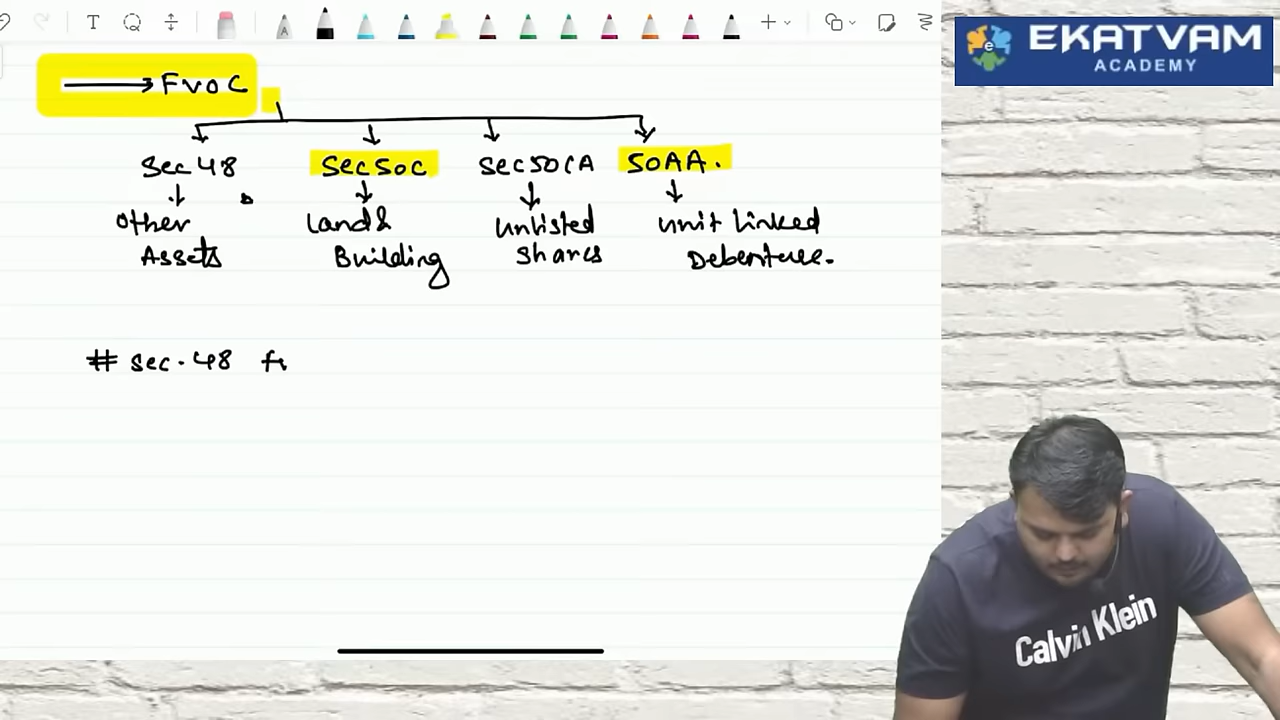 EKATVAM
ACADEMY
→ FVOC
Sec 48 Sec 50C Sec 50CA 50AA.
Other Assets
Land & Building
Unlisted Shares
Unit Linked Debenture.
# Sec. 48
Calvin Klein